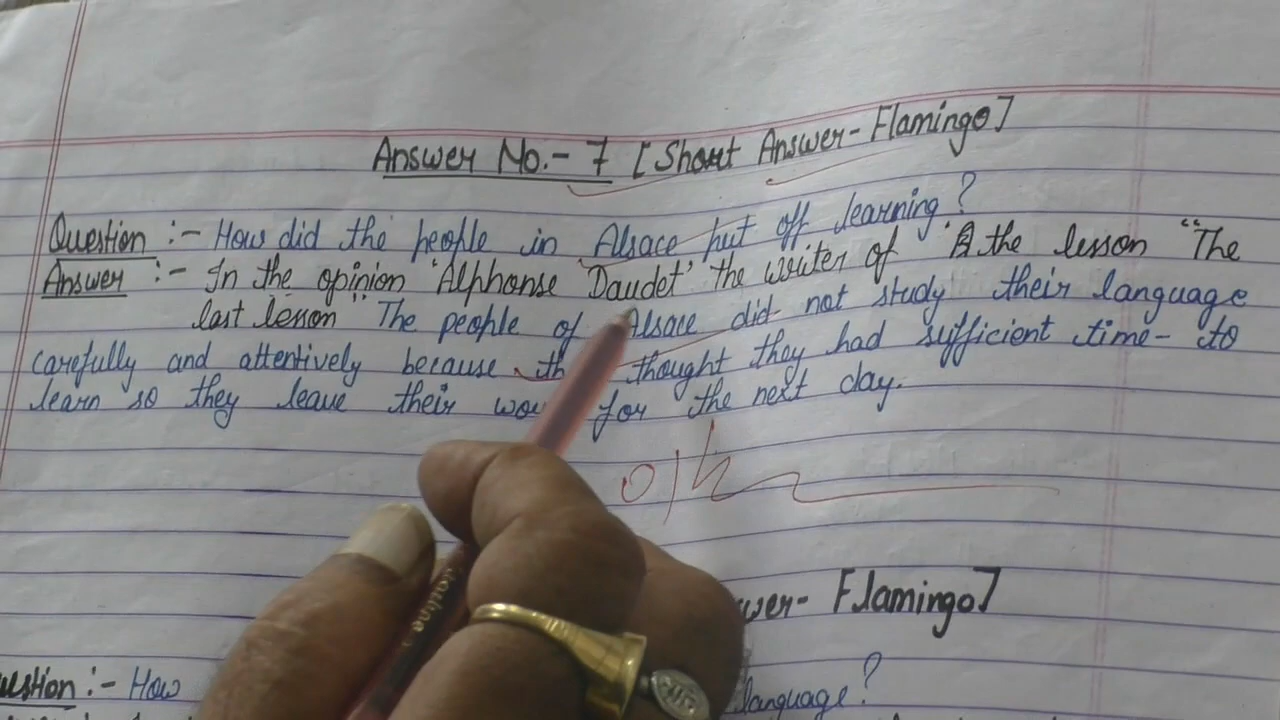 Answer No.- 7 [Short Answer- Flamingo]
Question :- How did the people in Alsace put off learning?
Answer :- In the opinion 'Alphonse Daudet' the writer of the lesson "The
last lesson" The people of Alsace did not study their language
carefully and attentively because thought they had sufficient time- to
learn so they leave their for the next day.
Flamingo]
:- How language?